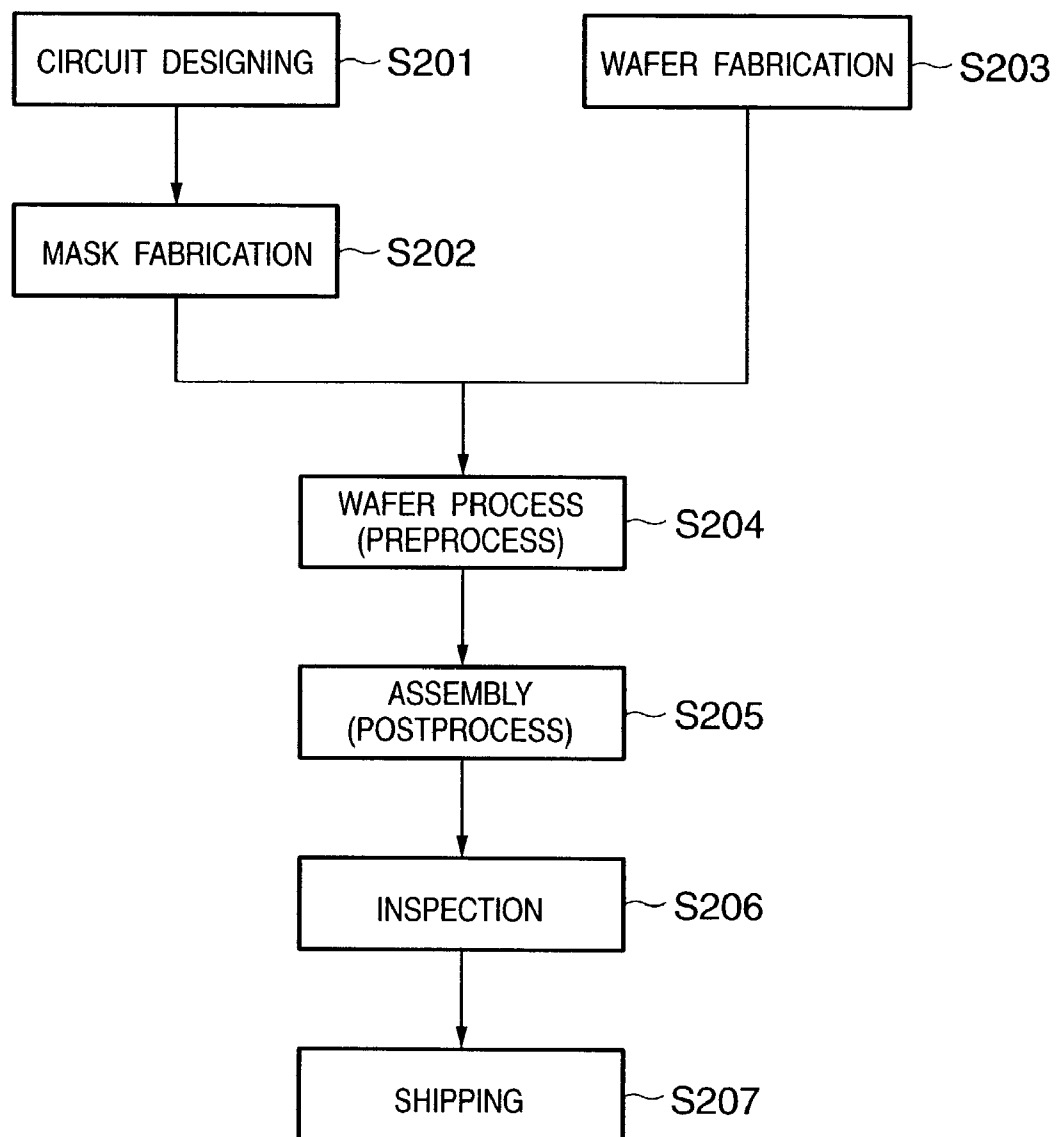 CIRCUIT DESIGNING
S201
WAFER FABRICATION
S203
MASK FABRICATION
S202
WAFER PROCESS
(PREPROCESS)
S204
ASSEMBLY
(POSTPROCESS)
S205
INSPECTION
S206
SHIPPING
S207